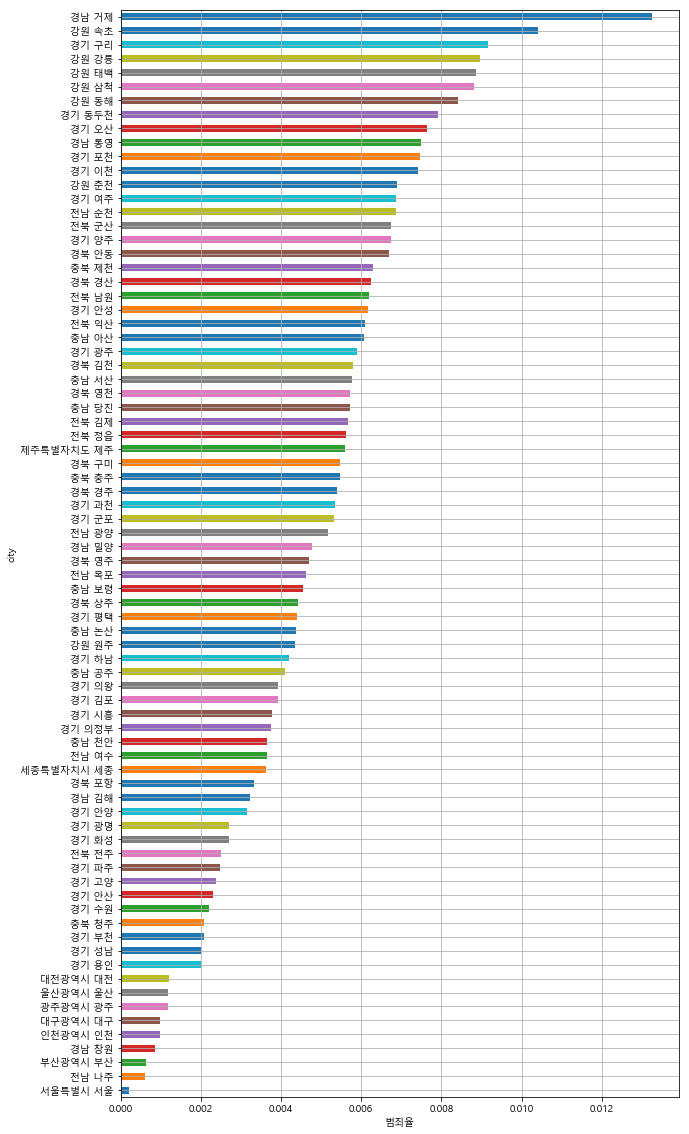 경남 거제
강원 속초
경기 구리
강원 강릉
강원 태백
강원 삼척
강원 동해
경기 동두천
경기 오산
경남 통영
경기 포천
경기 이천
강원 춘천
경기 여주
전남 순천
전북 군산
경기 양주
경북 안동
충북 제천
경북 경산
전북 남원
경기 안성
전북 익산
충남 아산
경기 광주
경북 김천
충남 서산
경북 영천
충남 당진
전북 김제
전북 정읍
제주특별자치도 제주
경북 구미
충북 충주
경북 경주
경기 과천
경기 군포
전남 광양
경남 밀양
경북 영주
전남 목포
충남 보령
경북 상주
경기 평택
충남 논산
강원 원주
경기 하남
충남 공주
경기 의왕
경기 김포
경기 시흥
경기 의정부
충남 천안
전남 여수
세종특별자치시 세종
경북 포항
경남 김해
경기 안양
경기 광명
경기 화성
전북 전주
경기 파주
경기 고양
경기 안산
경기 수원
충북 청주
경기 부천
경기 성남
경기 용인
대전광역시 대전
울산광역시 울산
광주광역시 광주
대구광역시 대구
인천광역시 인천
경남 창원
부산광역시 부산
전남 나주
서울특별시 서울
city
0.000 0.002 0.004 0.006 0.008 0.010 0.012
범죄율